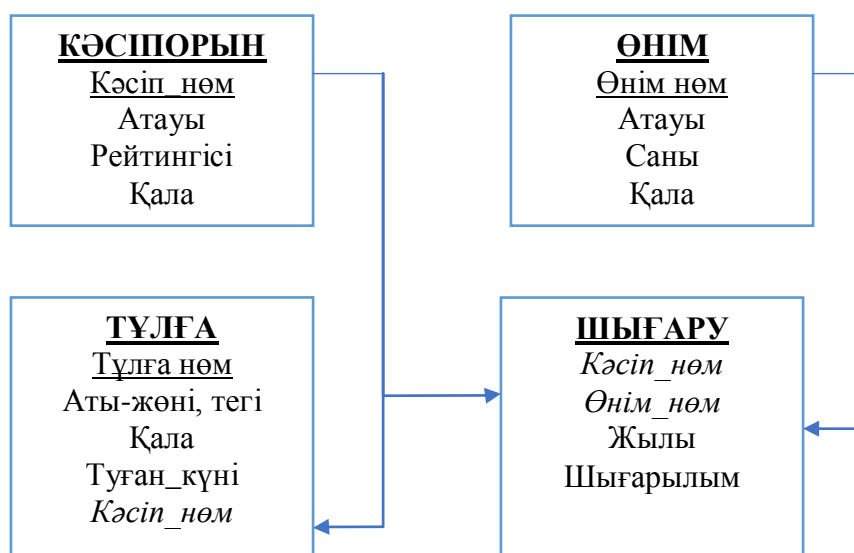 КӘСІПОРЫН
Кәсіп_нөм
Атауы
Рейтингісі
Қала
ӨНІМ
Өнім нөм
Атауы
Саны
Қала
ТҰЛҒА
Тұлға нөм
Аты-жөні, тегі
Қала
Туған_күні
Кәсіп_нөм
ШЫҒАРУ
Кәсіп_нөм
Өнім_нөм
Жылы
Шығарылым